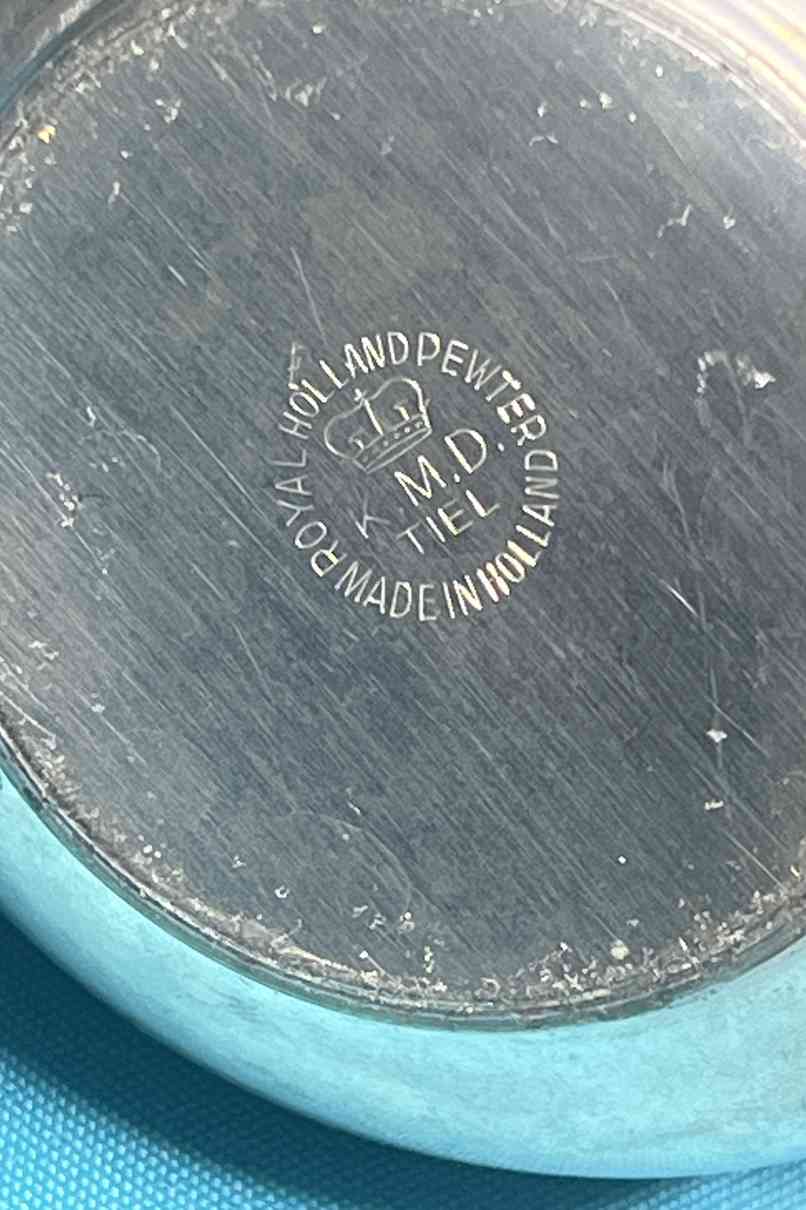 ROYAL HOLLAND PEWTER
K.M.D.
TIEL
MADE IN HOLLAND